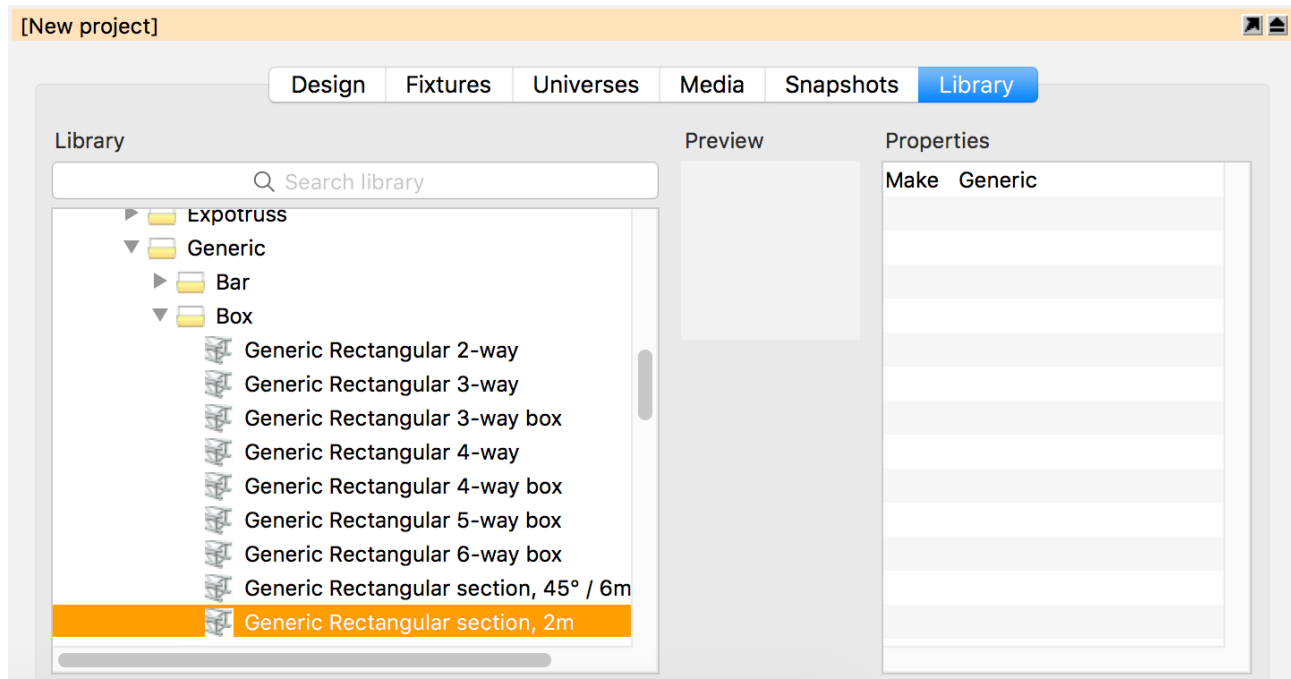 [New project]
Design Fixtures Universes Media Snapshots Library
Library
Search library
Expotruss
Generic
Bar
Box
Generic Rectangular 2-way
Generic Rectangular 3-way
Generic Rectangular 3-way box
Generic Rectangular 4-way
Generic Rectangular 4-way box
Generic Rectangular 5-way box
Generic Rectangular 6-way box
Generic Rectangular section, 45° / 6m
Generic Rectangular section, 2m
Preview
Properties
Make Generic